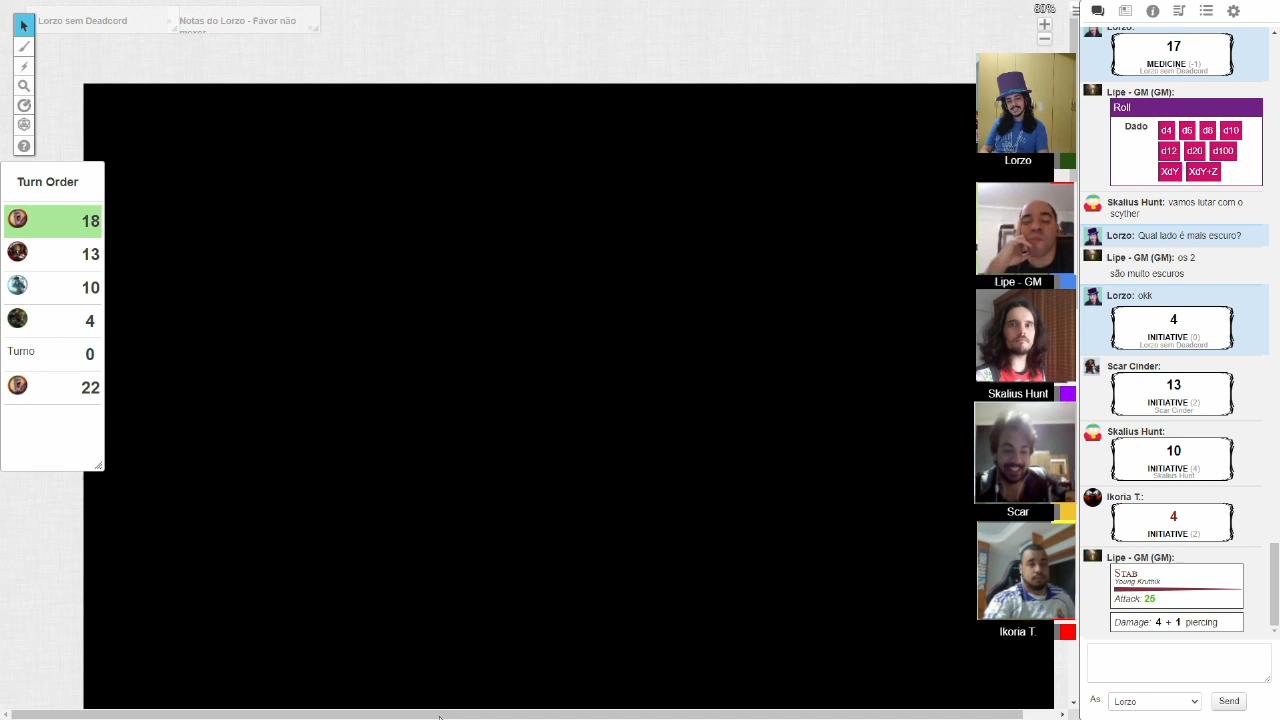 Lorzo sem Deadcord
Notas do Lorzo - Favor não
mexer
80%
Turn Order
18
13
10
4
Turno 0
22
Lorzo
Lipe - GM
Skalius Hunt
Scar
Ikoria T.
Lorzo:
17
MEDICINE (-1)
Lorzo sem Deadcord
Lipe - GM (GM):
Roll
Dado d4 d6 d8 d10
d12 d20 d100
XdY XdY+Z
Skalius Hunt: vamos lutar com o
scyther
Lorzo: Qual lado é mais escuro?
Lipe - GM (GM): os 2
são muito escuros
Lorzo: okk
4
INITIATIVE (0)
Lorzo sem Deadcord
Scar Cinder:
13
INITIATIVE (2)
Scar Cinder
Skalius Hunt:
10
INITIATIVE (4)
Skalius Hunt
Ikoria T.:
4
INITIATIVE (2)
Lipe - GM (GM):
Stab
Young Kruthik
Attack: 25
Damage: 4 + 1 piercing
As: Lorzo Send